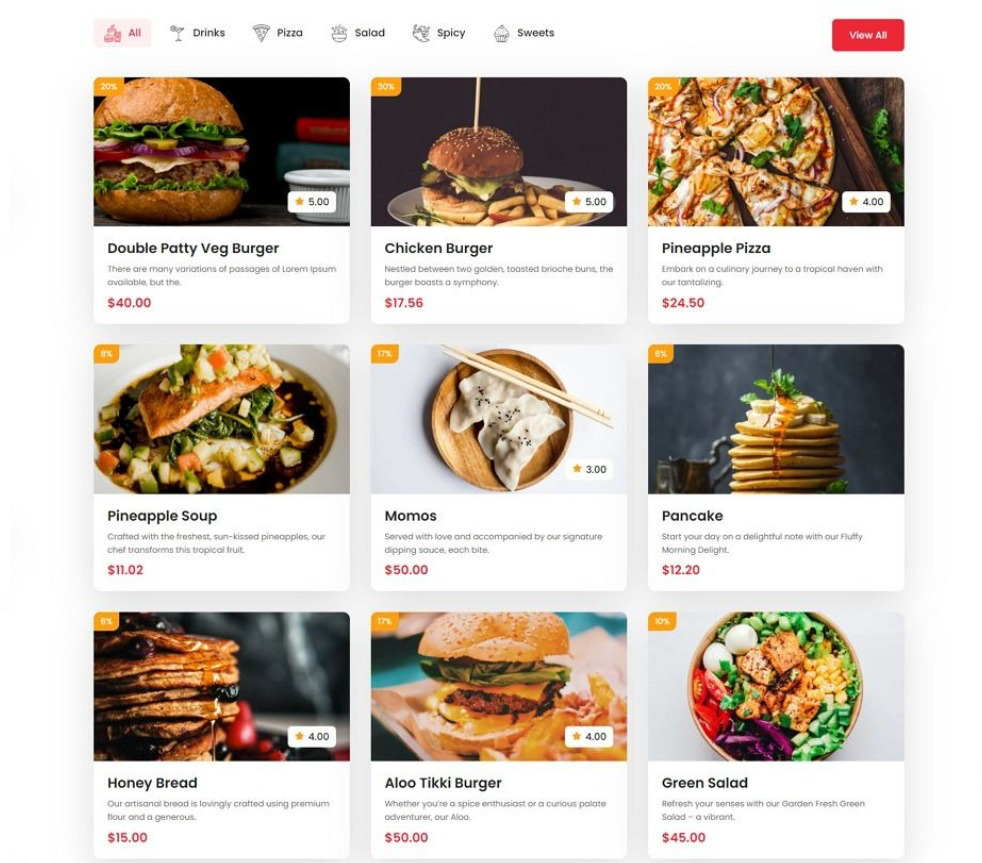 All Drinks Pizza Salad Spicy Sweets View All
20% 30% 20%
5.00 5.00 4.00
Double Patty Veg Burger
There are many variations of passages of Lorem Ipsum
available, but the.
$40.00
Chicken Burger
Nestled between two golden, toasted brioche buns, the
burger boasts a symphony.
$17.56
Pineapple Pizza
Embark on a culinary journey to a tropical haven with
our tantalizing.
$24.50
8% 17% 6%
3.00
Pineapple Soup
Crafted with the freshest, sun-kissed pineapples, our
chef transforms this tropical fruit.
$11.02
Momos
Served with love and accompanied by our signature
dipping sauce, each bite.
$50.00
Pancake
Start your day on a delightful note with our Fluffy
Morning Delight.
$12.20
6% 17% 10%
4.00 4.00
Honey Bread
Our artisanal bread is lovingly crafted using premium
flour and a generous.
$15.00
Aloo Tikki Burger
Whether you're a spice enthusiast or a curious palate
adventurer, our Aloo.
$50.00
Green Salad
Refresh your senses with our Garden Fresh Green
Salad – a vibrant.
$45.00